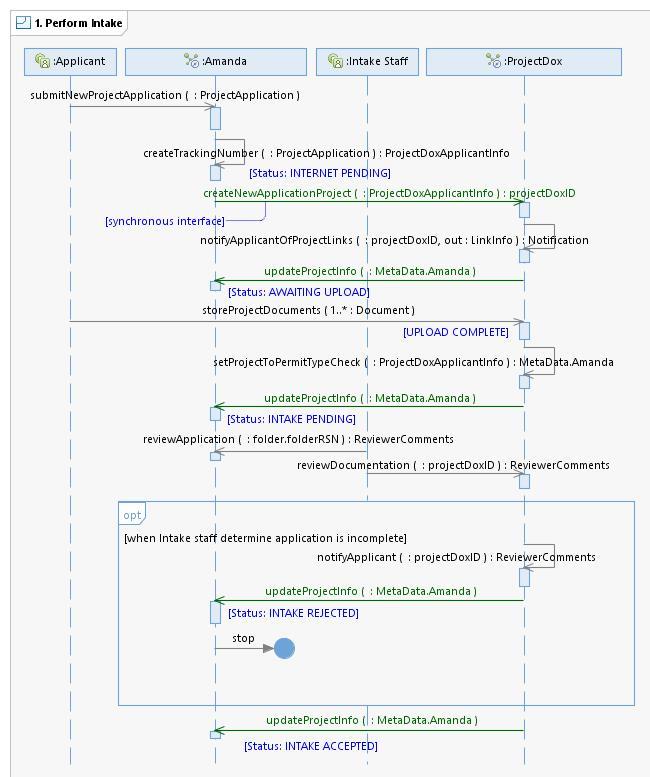 1. Perform Intake
:Applicant
:Amanda
:Intake Staff
:ProjectDox
submitNewProjectApplication ( : ProjectApplication )
createTrackingNumber ( : ProjectApplication ) : ProjectDoxApplicantInfo
[Status: INTERNET PENDING]
createNewApplicationProject ( : ProjectDoxApplicantInfo ) : projectDoxID
[synchronous interface]
notifyApplicantOfProjectLinks ( : projectDoxID, out : LinkInfo ) : Notification
updateProjectInfo ( : MetaData.Amanda )
[Status: AWAITING UPLOAD]
storeProjectDocuments ( 1..* : Document )
[UPLOAD COMPLETE]
setProjectToPermitTypeCheck ( : ProjectDoxApplicantInfo ) : MetaData.Amanda
updateProjectInfo ( : MetaData.Amanda )
[Status: INTAKE PENDING]
reviewApplication ( : folder.folderRSN ) : ReviewerComments
reviewDocumentation ( : projectDoxID ) : ReviewerComments
opt
[when Intake staff determine application is incomplete]
notifyApplicant ( : projectDoxID ) : ReviewerComments
updateProjectInfo ( : MetaData.Amanda )
[Status: INTAKE REJECTED]
stop
updateProjectInfo ( : MetaData.Amanda )
[Status: INTAKE ACCEPTED]